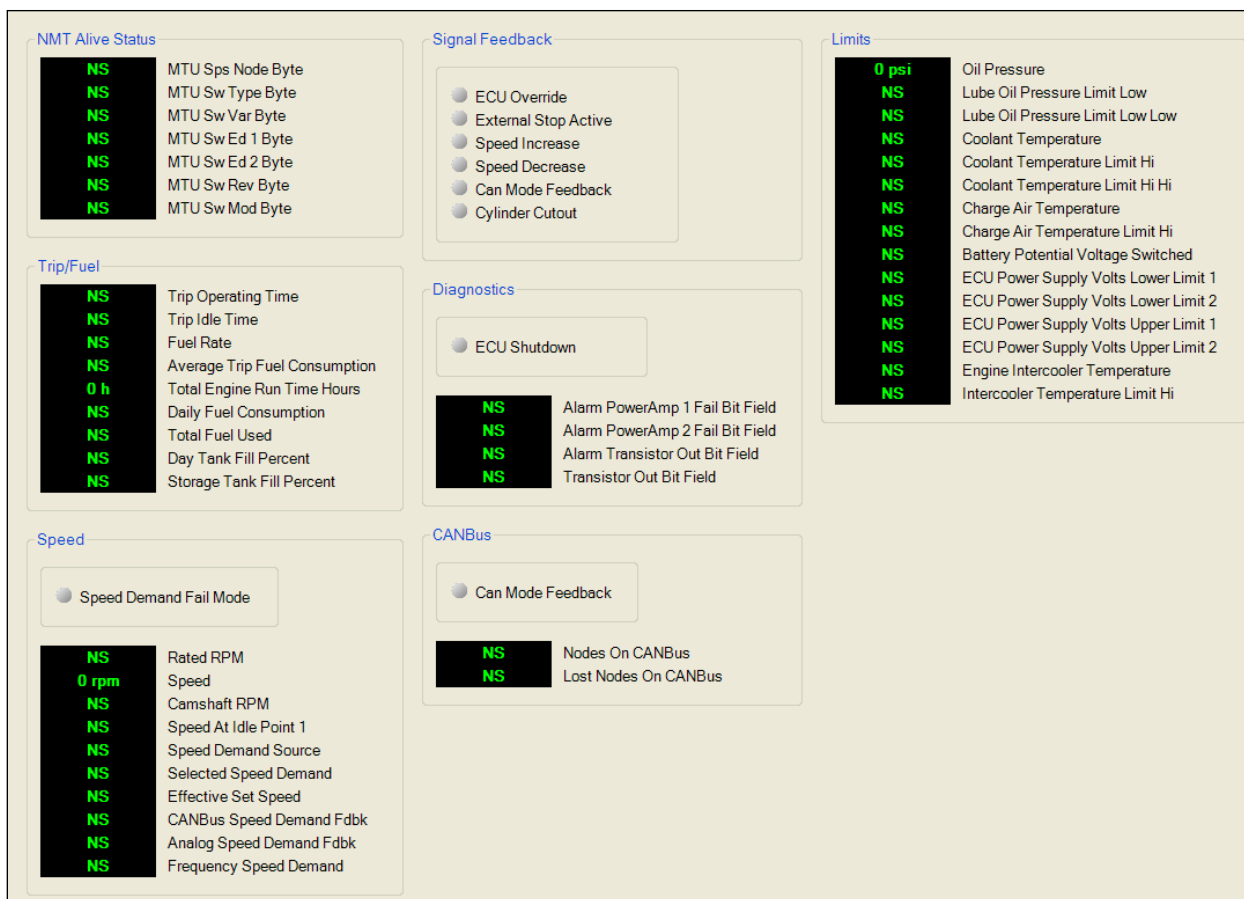 NMT Alive Status
NS MTU Sps Node Byte
NS MTU Sw Type Byte
NS MTU Sw Var Byte
NS MTU Sw Ed 1 Byte
NS MTU Sw Ed 2 Byte
NS MTU Sw Rev Byte
NS MTU Sw Mod Byte
Trip/Fuel
NS Trip Operating Time
NS Trip Idle Time
NS Fuel Rate
NS Average Trip Fuel Consumption
0 h Total Engine Run Time Hours
NS Daily Fuel Consumption
NS Total Fuel Used
NS Day Tank Fill Percent
NS Storage Tank Fill Percent
Speed
Speed Demand Fail Mode
NS Rated RPM
0 rpm Speed
NS Camshaft RPM
NS Speed At Idle Point 1
NS Speed Demand Source
NS Selected Speed Demand
NS Effective Set Speed
NS CANBus Speed Demand Fdbk
NS Analog Speed Demand Fdbk
NS Frequency Speed Demand
Signal Feedback
ECU Override
External Stop Active
Speed Increase
Speed Decrease
Can Mode Feedback
Cylinder Cutout
Diagnostics
ECU Shutdown
NS Alarm PowerAmp 1 Fail Bit Field
NS Alarm PowerAmp 2 Fail Bit Field
NS Alarm Transistor Out Bit Field
NS Transistor Out Bit Field
CANBus
Can Mode Feedback
NS Nodes On CANBus
NS Lost Nodes On CANBus
Limits
0 psi Oil Pressure
NS Lube Oil Pressure Limit Low
NS Lube Oil Pressure Limit Low Low
NS Coolant Temperature
NS Coolant Temperature Limit Hi
NS Coolant Temperature Limit Hi Hi
NS Charge Air Temperature
NS Charge Air Temperature Limit Hi
NS Battery Potential Voltage Switched
NS ECU Power Supply Volts Lower Limit 1
NS ECU Power Supply Volts Lower Limit 2
NS ECU Power Supply Volts Upper Limit 1
NS ECU Power Supply Volts Upper Limit 2
NS Engine Intercooler Temperature
NS Intercooler Temperature Limit Hi